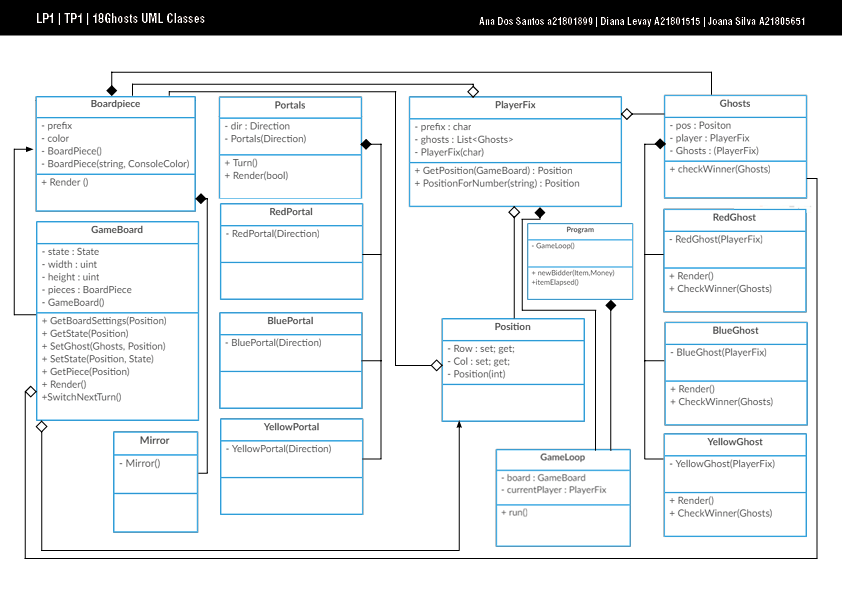 LP1 | TP1 | 18Ghosts UML Classes
Ana Dos Santos a21801899 | Diana Levay A21801515 | Joana Silva A21805651
Boardpiece
- prefix
- color
- BoardPiece()
- BoardPiece(string, ConsoleColor)
+ Render ()
Portals
- dir : Direction
- Portals(Direction)
+ Turn()
+ Render(bool)
PlayerFix
- prefix : char
- ghosts : List<Ghosts>
- PlayerFix(char)
+ GetPosition(GameBoard) : Position
+ PositionForNumber(string) : Position
Ghosts
- pos : Positon
- player : PlayerFix
- Ghosts : (PlayerFix)
+ checkWinner(Ghosts)
GameBoard
- state : State
- width : uint
- height : uint
- pieces : BoardPiece
- GameBoard()
+ GetBoardSettings(Position)
+ GetState(Position)
+ SetGhost(Ghosts, Position)
+ SetState(Position, State)
+ GetPiece(Position)
+ Render()
+SwitchNextTurn()
RedPortal
- RedPortal(Direction)
Program
- GameLoop()
+ newBidder(Item,Money)
+itemElapsed()
RedGhost
- RedGhost(PlayerFix)
+ Render()
+ CheckWinner(Ghosts)
BluePortal
- BluePortal(Direction)
Position
- Row : set; get;
- Col : set; get;
- Position(int)
BlueGhost
- BlueGhost(PlayerFix)
+ Render()
+ CheckWinner(Ghosts)
Mirror
- Mirror()
YellowPortal
- YellowPortal(Direction)
GameLoop
- board : GameBoard
- currentPlayer : PlayerFix
+ run()
YellowGhost
- YellowGhost(PlayerFix)
+ Render()
+ CheckWinner(Ghosts)